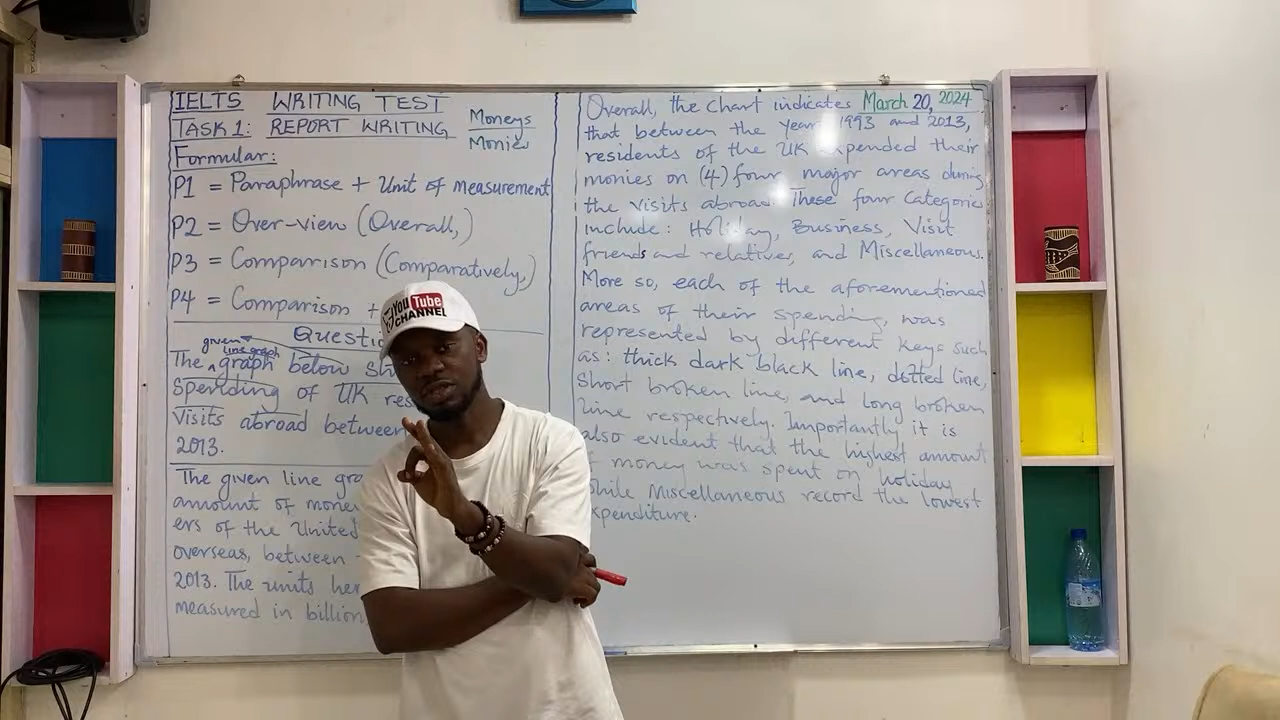 IELTS WRITING TEST
TASK 1: REPORT WRITING
Moneys
Monies
Formular:
P1 = Paraphrase + Unit of measurement
P2 = Over-view (Overall,)
P3 = Comparison (Comparatively,)
P4 = Comparison +
Questi
given
line graph
The ^ graph below sh
Spending of UK res
Visits abroad between
2013.
The given line gra
amount of mone
ers of the United
overseas, between
2013. The units her
measured in billion
March 20, 2024
Overall, the Chart indicates
that between the year 1993 and 2013,
residents of the UK expended their
monies on (4) four major areas during
the visits abroad. These four Categories
include: Holiday, Business, Visit
friends and relatives, and Miscellaneous.
More so, each of the aforementioned
areas of their spending, was
represented by different keys such
as: thick dark black line, dotted line,
Short broken line, and long broken
line respectively. Importantly it is
also evident that the highest amount
money was spent on holiday
while Miscellaneous record the lowest
xpenditure.
YouTube
CHANNEL